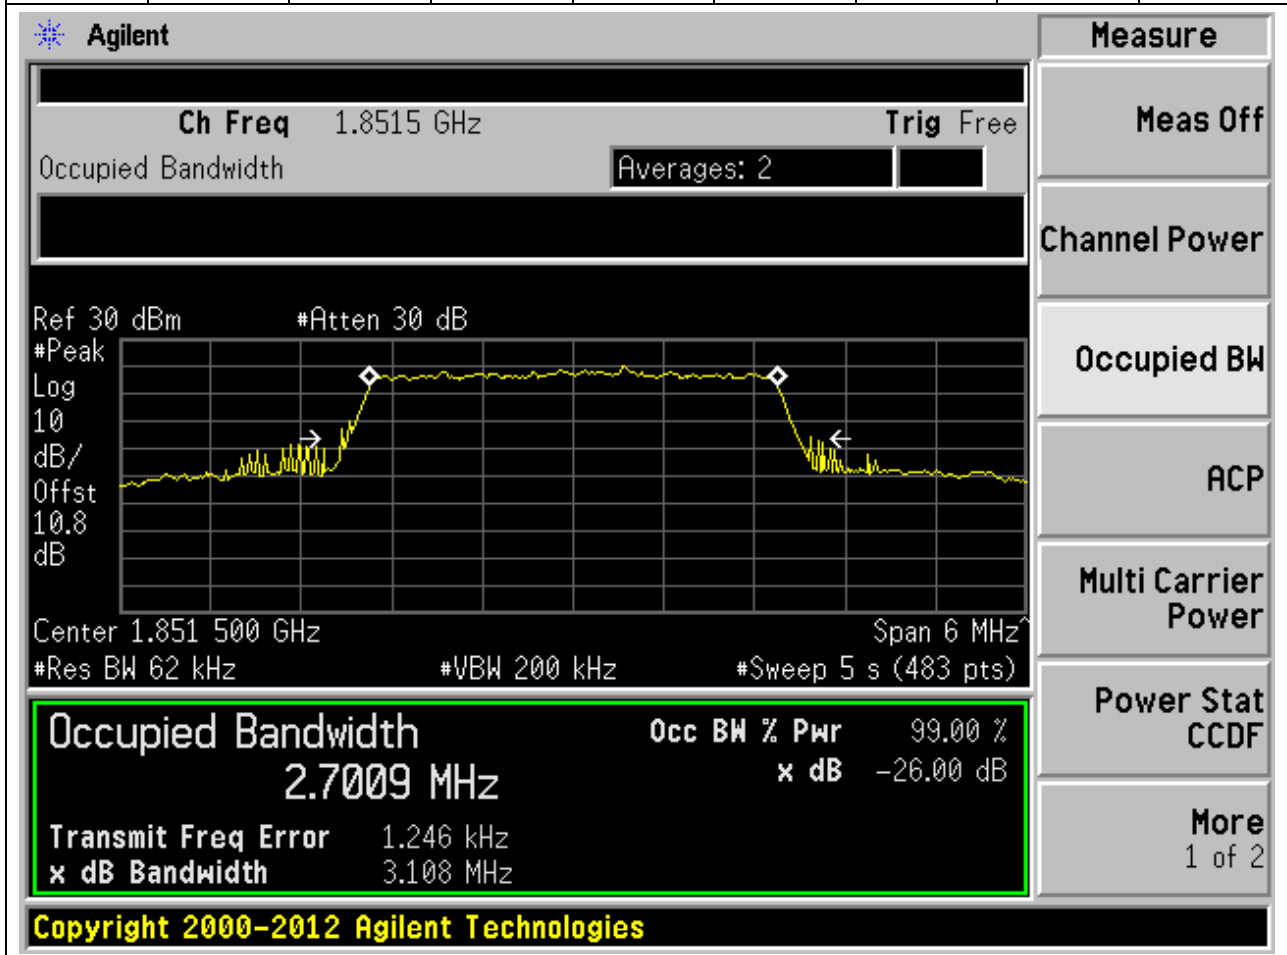 Agilent
Measure
Ch Freq 1.8515 GHz Trig Free
Occupied Bandwidth Averages: 2
Meas Off
Channel Power
Occupied BW
ACP
Multi Carrier
Power
Power Stat
CCDF
More
1 of 2
Ref 30 dBm #Atten 30 dB
#Peak
Log
10
dB/
Offst
10.8
dB
Center 1.851 500 GHz Span 6 MHz^
#Res BW 62 kHz #VBW 200 kHz #Sweep 5 s (483 pts)
Occupied Bandwidth Occ BW % Pwr 99.00 %
2.7009 MHz x dB -26.00 dB
Transmit Freq Error 1.246 kHz
x dB Bandwidth 3.108 MHz
Copyright 2000-2012 Agilent Technologies